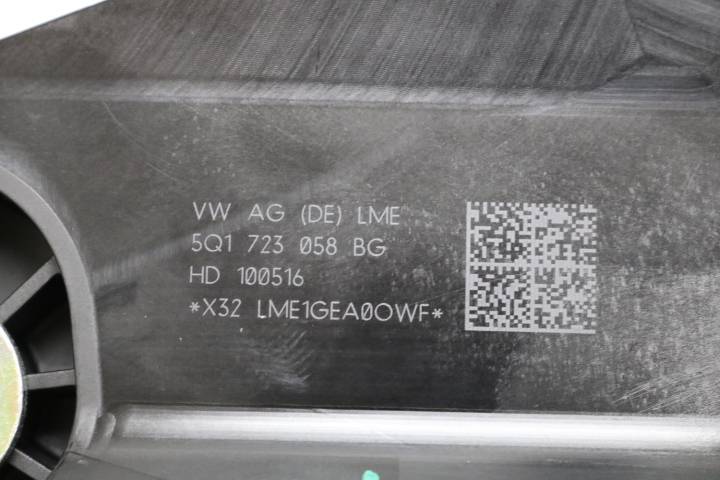 VW AG (DE) LME
5Q1 723 058 BG
HD 100516
*X32 LME1GEA0OWF*